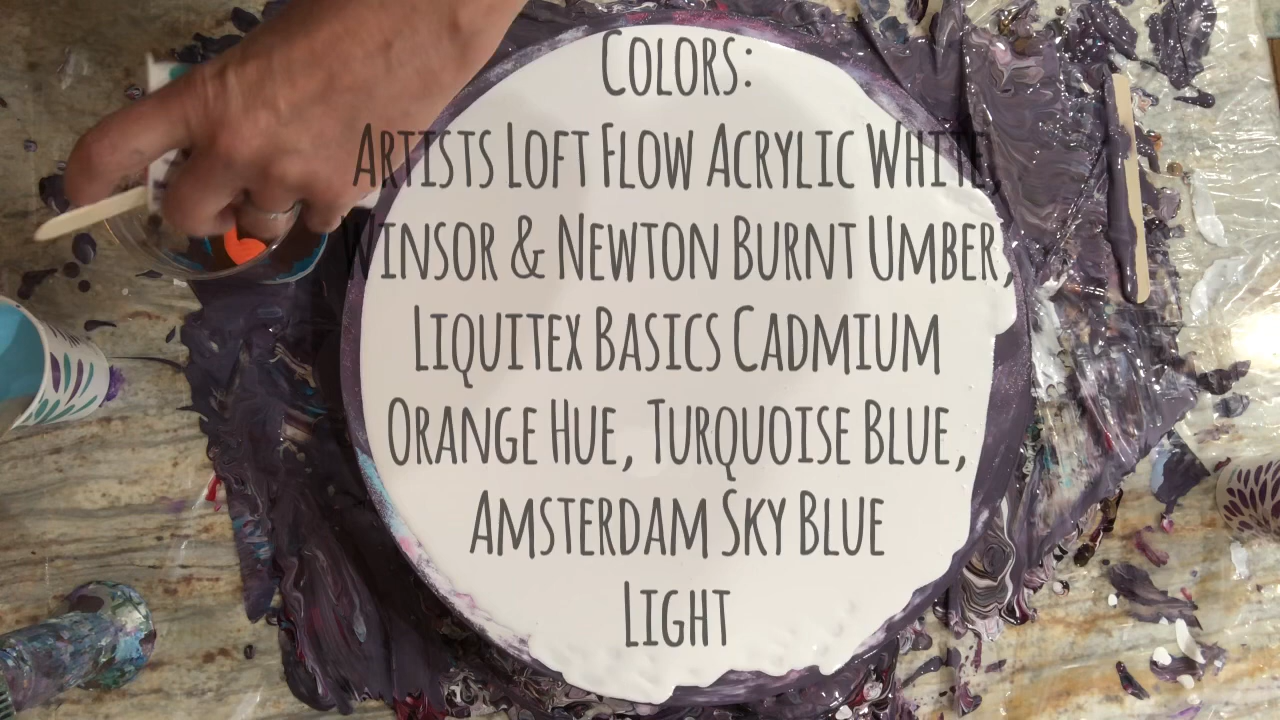 Colors:
Artists Loft Flow Acrylic White,
Winsor & Newton Burnt Umber,
Liquitex Basics Cadmium
Orange Hue, Turquoise Blue,
Amsterdam Sky Blue
Light